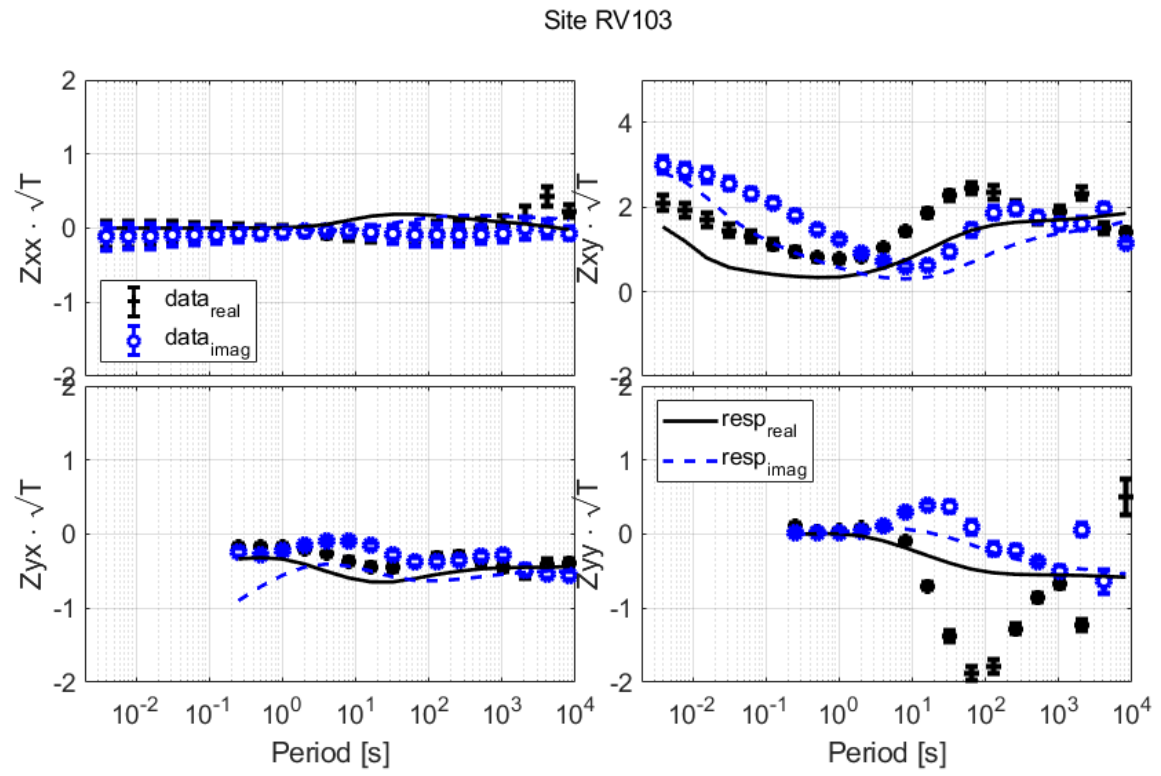 Site RV103
2
1
0
-1
-2
Zxx · √T
data_real
data_imag
4
2
0
-2
Zxy · √T
2
1
0
-1
-2
Zyx · √T
10^-2 10^-1 10^0 10^1 10^2 10^3 10^4
Period [s]
2
1
0
-1
-2
Zyy · √T
resp_real
resp_imag
10^-2 10^-1 10^0 10^1 10^2 10^3 10^4
Period [s]